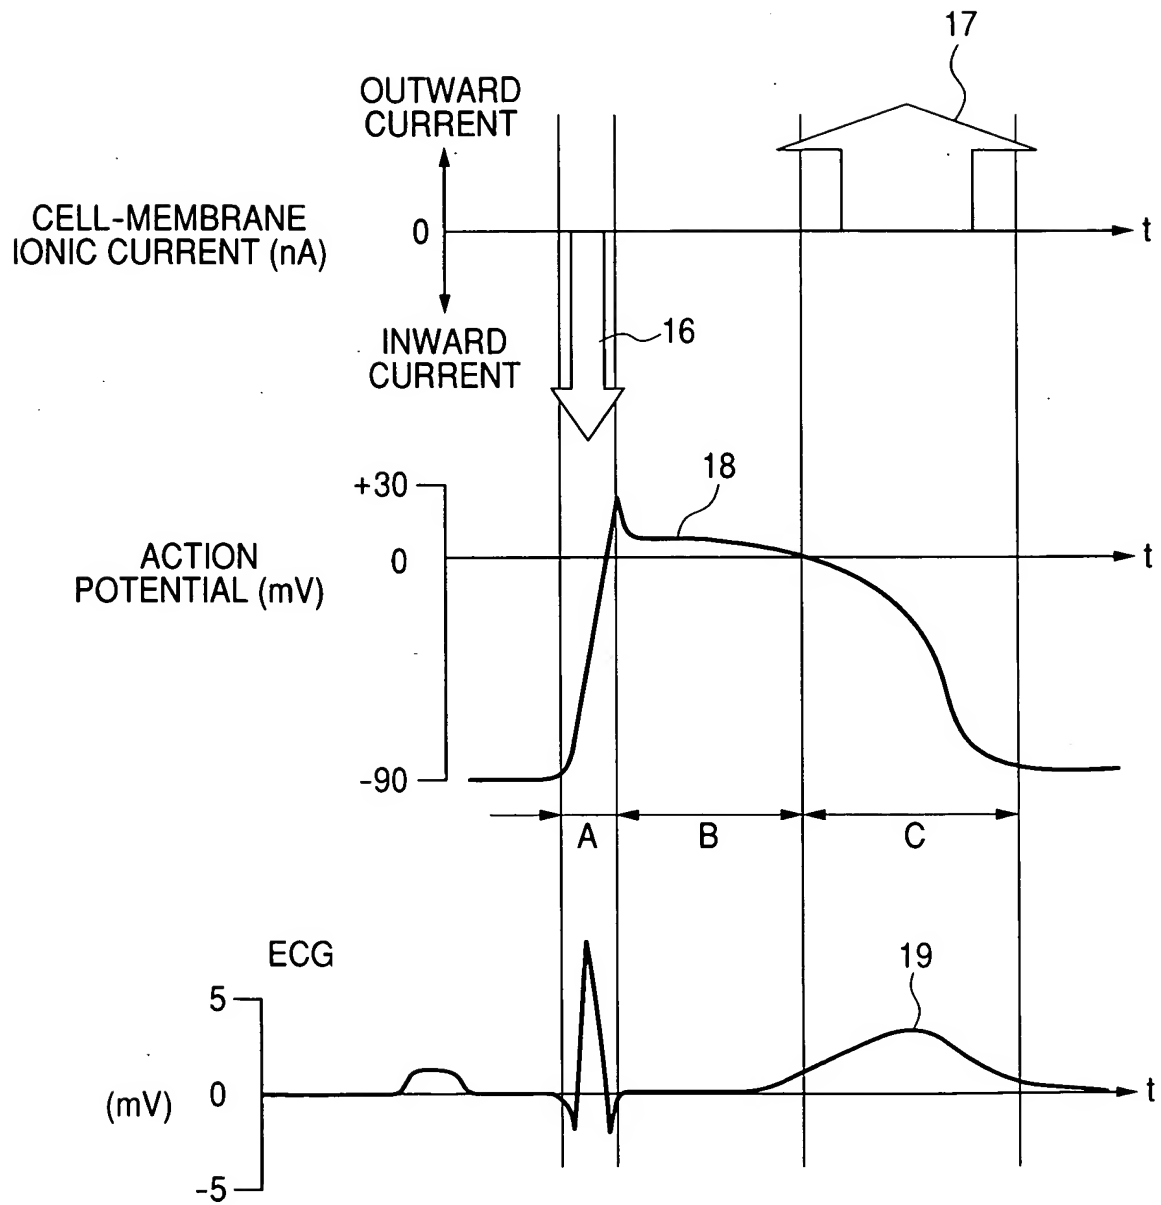 17
OUTWARD
CURRENT
CELL-MEMBRANE
IONIC CURRENT (nA)
0
t
INWARD
CURRENT
16
+30
18
ACTION
POTENTIAL (mV)
0
t
-90
A
B
C
ECG
19
5
(mV)
0
t
-5